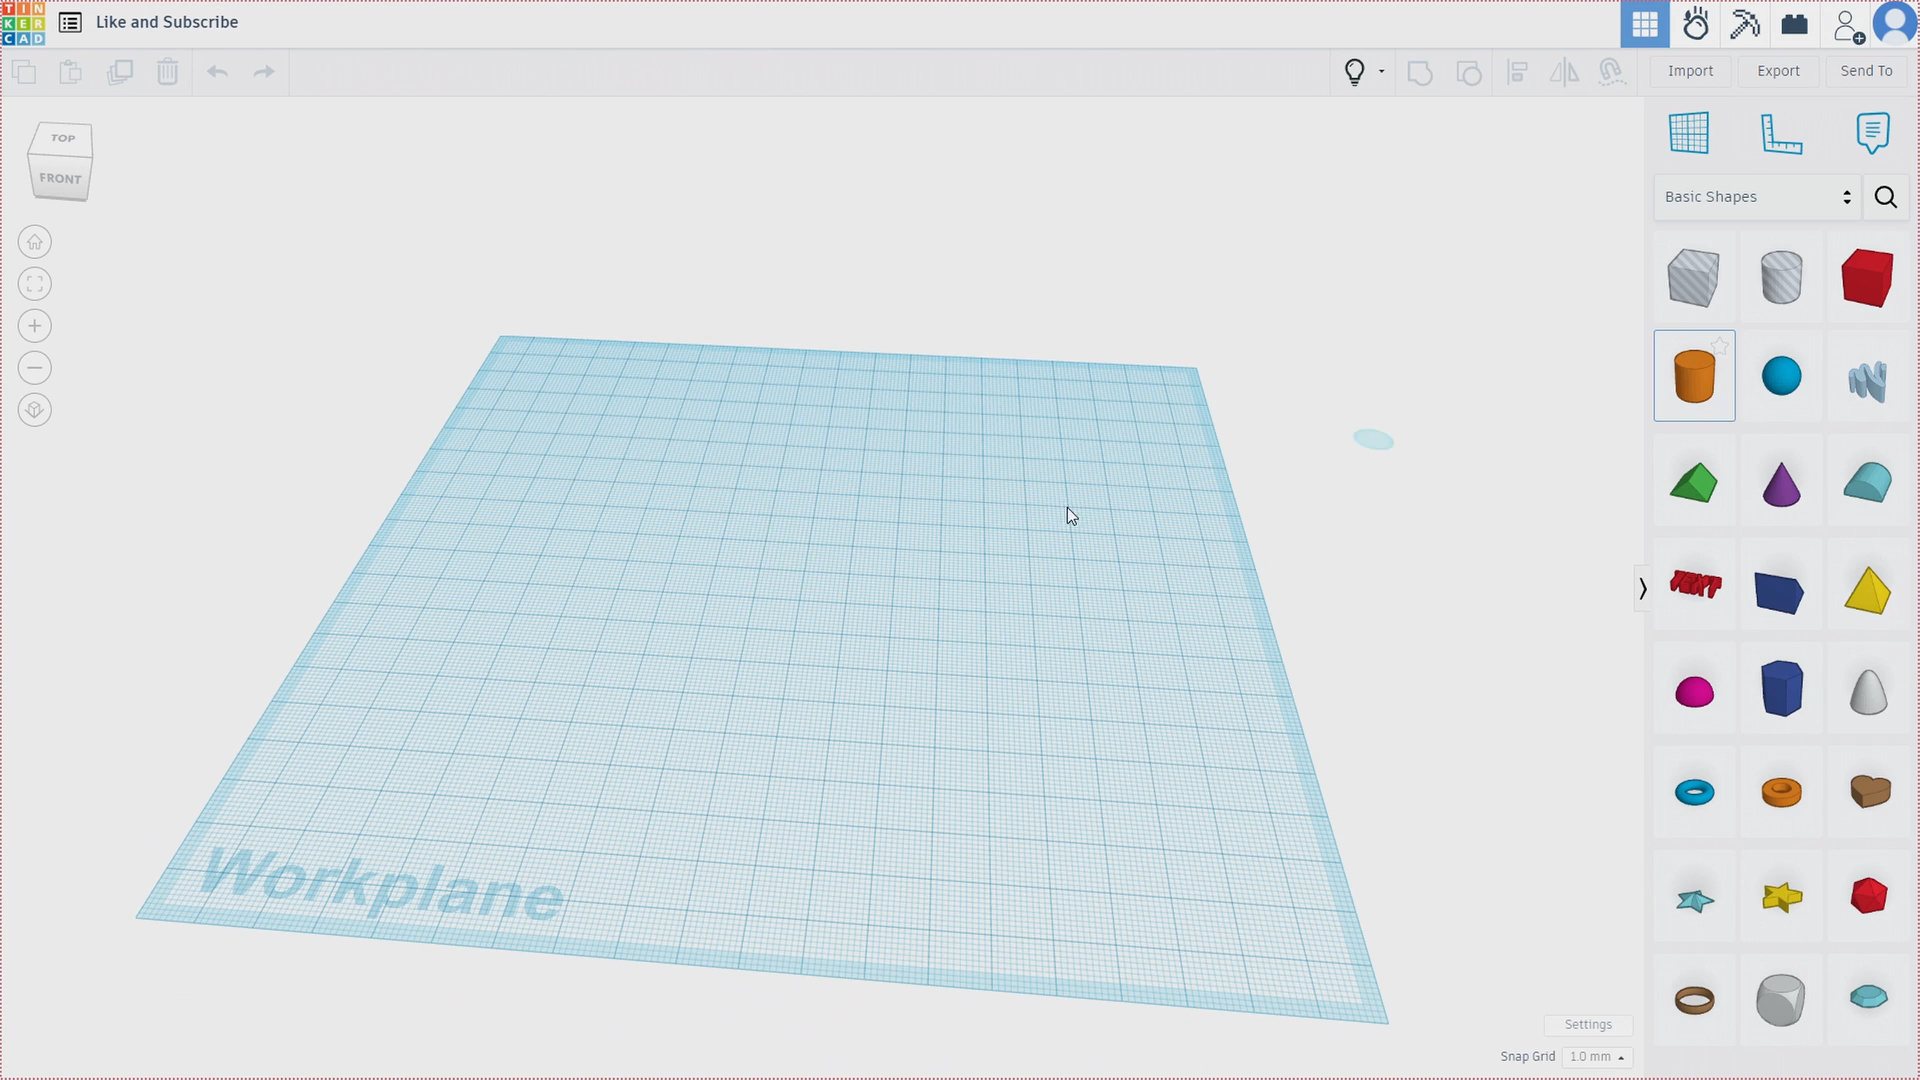 TIN
KER
CAD
Like and Subscribe
Import
Export
Send To
TOP
FRONT
Basic Shapes
TEXT
Workplane
Settings
Snap Grid
1.0 mm